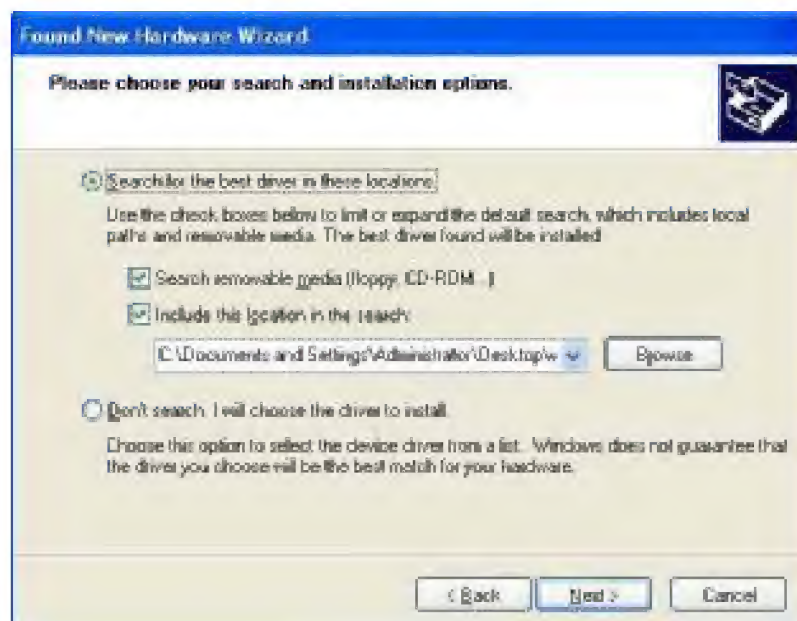 Found New Hardware Wizard
Please choose your search and installation options.
Search for the best driver in these locations.
Use the check boxes below to limit or expand the default search, which includes local
paths and removable media. The best driver found will be installed.
Search removable media (floppy, CD-ROM...)
Include this location in the search:
C:\Documents and Settings\Administrator\Desktop\w
Browse
Don't search. I will choose the driver to install.
Choose this option to select the device driver from a list. Windows does not guarantee that
the driver you choose will be the best match for your hardware.
< Back
Next >
Cancel